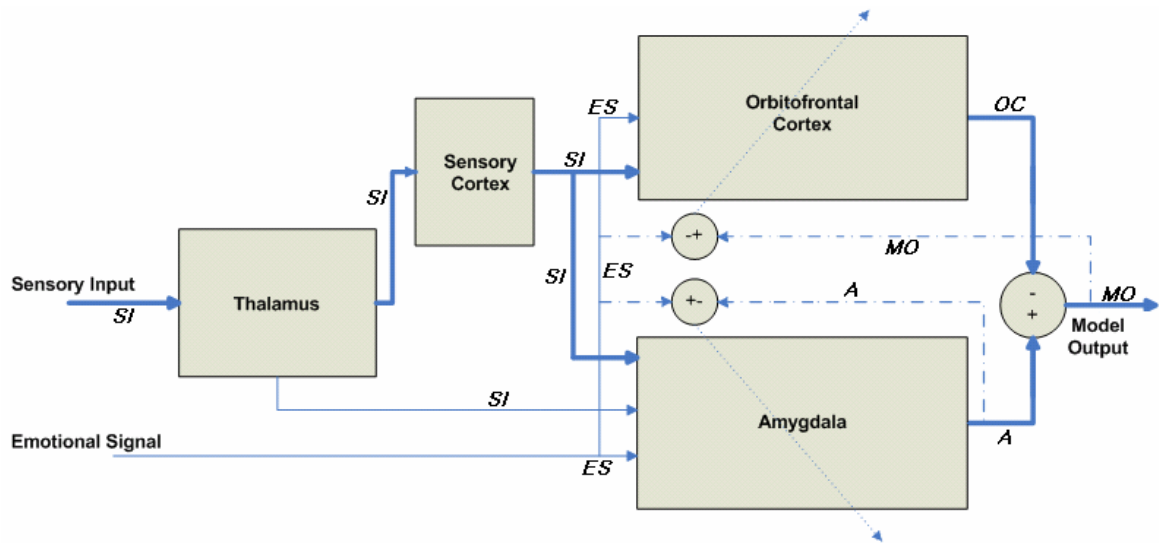 Orbitofrontal
Cortex
OC
ES
Sensory
Cortex
SI
SI
-+
MO
Sensory Input
SI
Thalamus
SI
ES
+-
A
-
+
MO
Model
Output
SI
Amygdala
A
Emotional Signal
ES